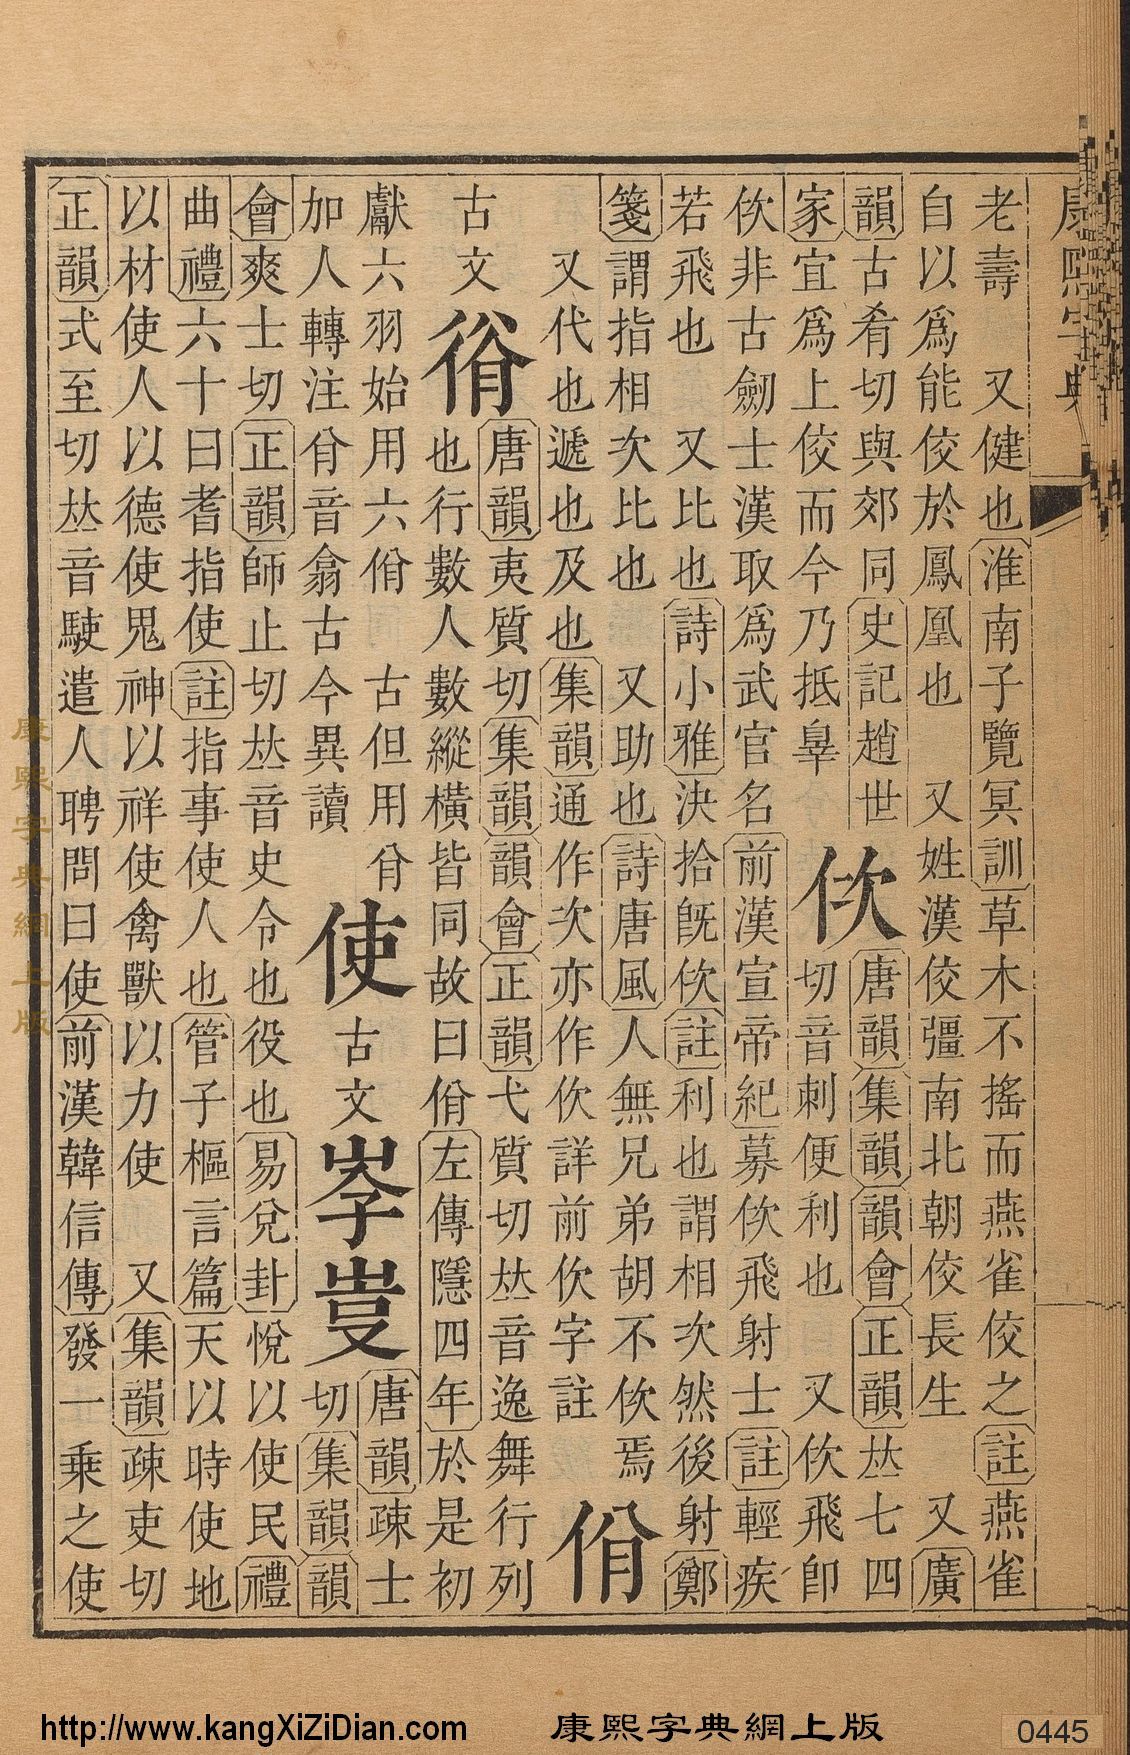 康熙字典
老壽 又健也淮南子覽冥訓草木不搖而燕雀佼之註燕雀
自以爲能佼於鳳凰也 又姓漢佼彊南北朝佼長生 又廣
韻古肴切與郊同史記趙世
家宜爲上佼而今乃抵辠
佽
唐韻集韻韻會正韻𠀤七四
切音刺便利也 又佽飛卽
佽非古劒士漢取爲武官名前漢宣帝紀募佽飛射士註輕疾
若飛也 又比也詩小雅決拾旣佽註利也謂相次然後射鄭
箋謂指相次比也 又助也詩唐風人無兄弟胡不佽焉
又代也遞也及也集韻通作次亦作㐸詳前㐸字註
佾
古文
唐韻夷質切集韻韻會正韻弋質切𠀤音逸舞行列
也行數人數縱橫皆同故曰佾左傳隱四年於是初
獻六羽始用六佾 古但用
加人轉注 音翕古今異讀
使
古文
唐韻疎士
切集韻韻
會爽士切正韻師止切𠀤音史令也役也易兌卦悅以使民禮
曲禮六十曰耆指使註指事使人也管子樞言篇天以時使地
以材使人以德使鬼神以祥使禽獸以力使 又集韻疎吏切
正韻式至切𠀤音駛遣人聘問曰使前漢韓信傳發一乘之使
康熙字典網上版
http://www.kangXiZiDian.com 康熙字典網上版 0445